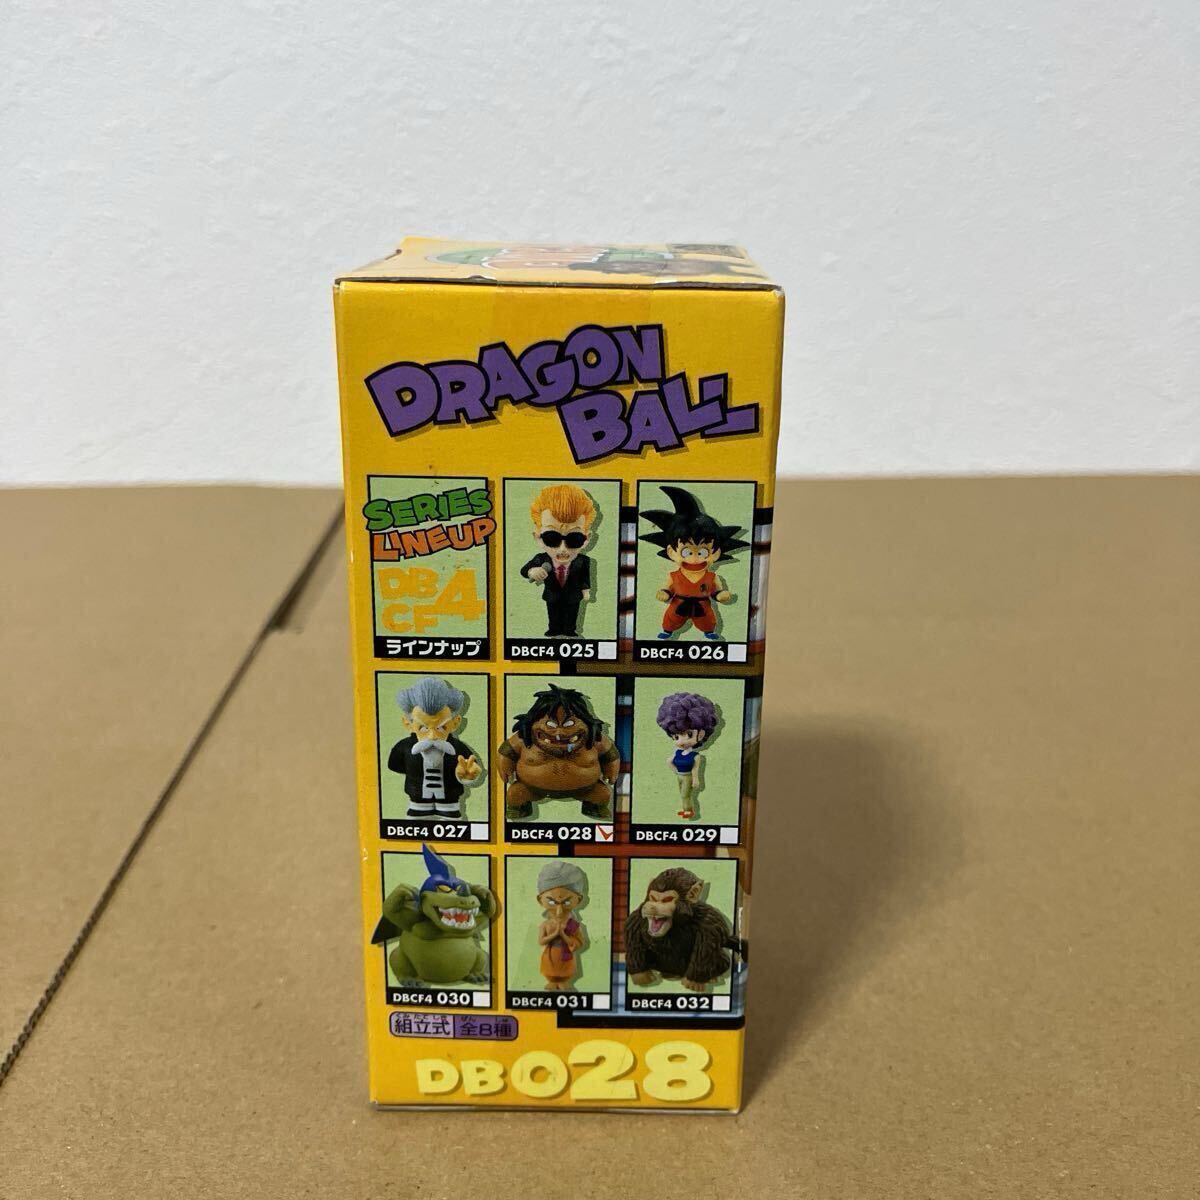 DRAGON
BALL
SERIES
LINEUP
DB
CF4
ラインナップ
DBCF4 025
DBCF4 026
DBCF4 027
DBCF4 028
DBCF4 029
DBCF4 030
DBCF4 031
DBCF4 032
組立式 全8種
DB028